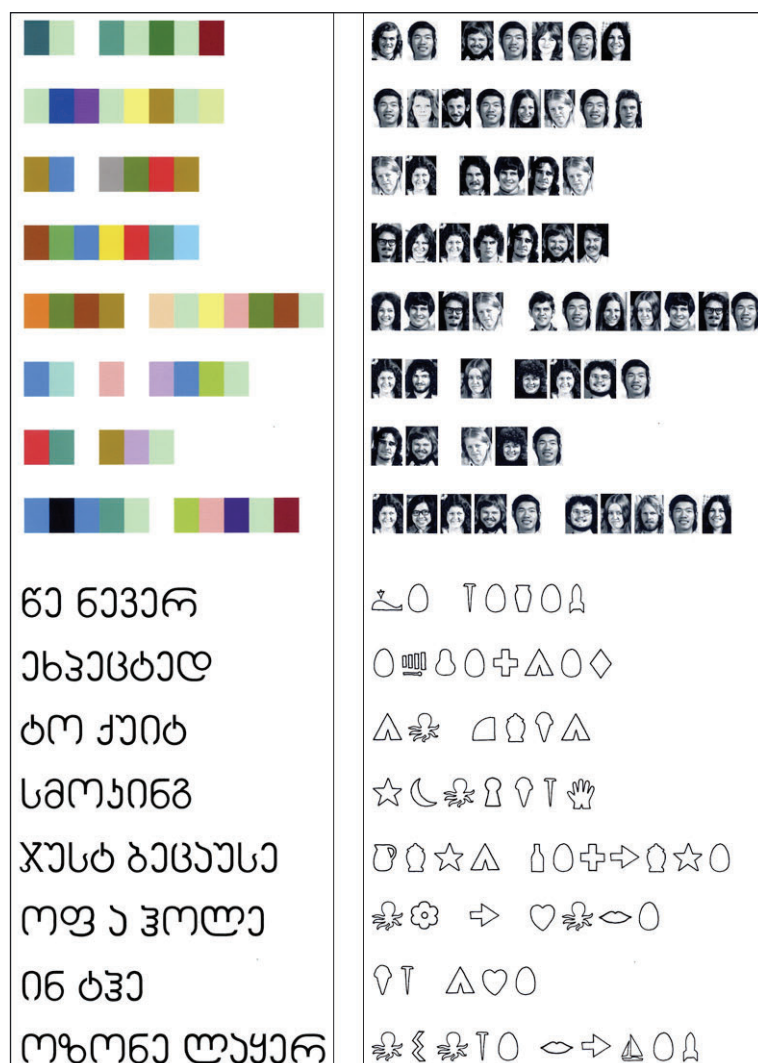 წე ნევერ
ეხპეცტედ
ტო ქუიტ
სმოკინგ
ჯუსტ ბეცაუსე
ოფ ა ჰოლე
ინ ტჰე
ოზონე ლაყერ